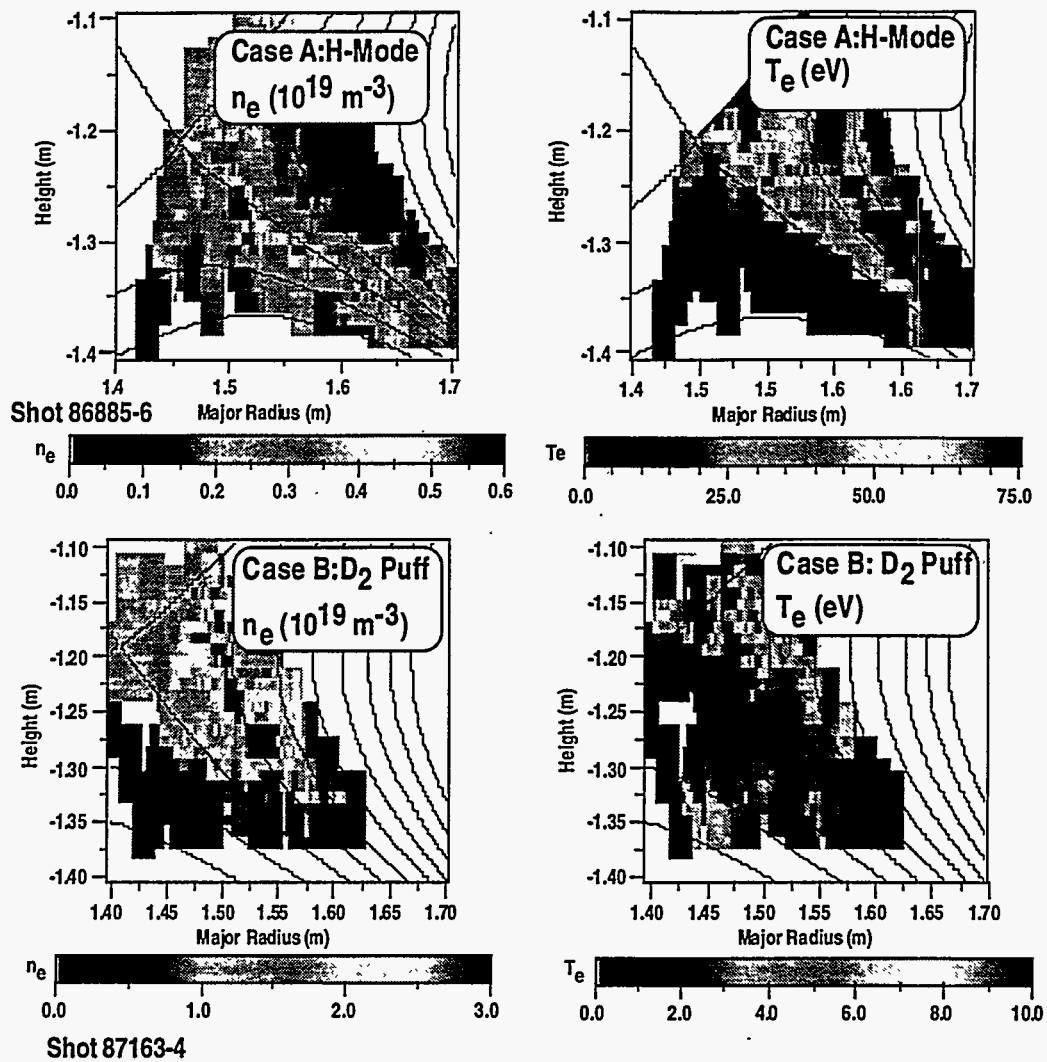 Case A:H-Mode
n_e (10^19 m^-3)
-1.1
-1.2
-1.3
-1.4
Height (m)
1.4 1.5 1.6 1.7
Major Radius (m)
Case A:H-Mode
T_e (eV)
-1.1
-1.2
-1.3
-1.4
Height (m)
1.4 1.5 1.5 1.6 1.6 1.7
Major Radius (m)
Shot 86885-6
n_e
0.0 0.1 0.2 0.3 0.4 0.5 0.6
Te
0.0 25.0 50.0 75.0
Case B:D_2 Puff
n_e (10^19 m^-3)
-1.10
-1.15
-1.20
-1.25
-1.30
-1.35
-1.40
Height (m)
1.40 1.45 1.50 1.55 1.60 1.65 1.70
Major Radius (m)
Case B: D_2 Puff
T_e (eV)
-1.10
-1.15
-1.20
-1.25
-1.30
-1.35
-1.40
Height (m)
1.40 1.45 1.50 1.55 1.60 1.65 1.70
Major Radius (m)
n_e
0.0 1.0 2.0 3.0
T_e
0.0 2.0 4.0 6.0 8.0 10.0
Shot 87163-4